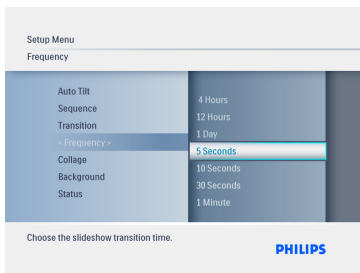 Setup Menu
Frequency
Auto Tilt
Sequence
Transition
< Frequency >
Collage
Background
Status
4 Hours
12 Hours
1 Day
5 Seconds
10 Seconds
30 Seconds
1 Minute
Choose the slideshow transition time.
PHILIPS